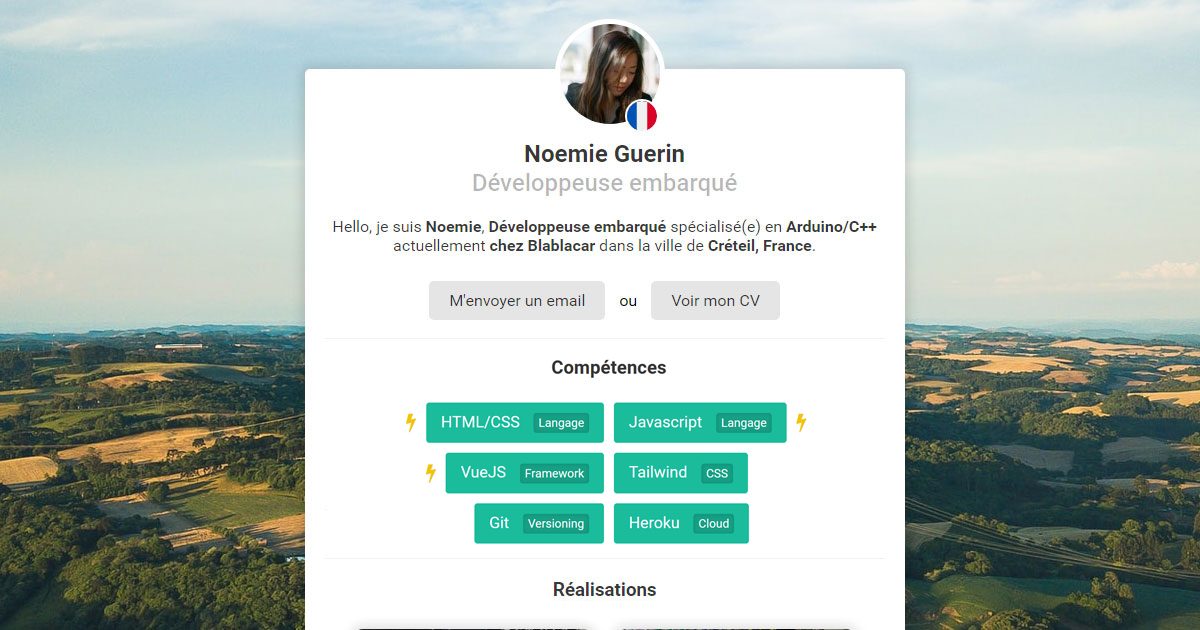 Noemie Guerin
Développeuse embarqué
Hello, je suis Noemie, Développeuse embarqué spécialisé(e) en Arduino/C++
actuellement chez Blablacar dans la ville de Créteil, France.
M'envoyer un email ou Voir mon CV
Compétences
HTML/CSS Langage Javascript Langage
VueJS Framework Tailwind CSS
Git Versioning Heroku Cloud
Réalisations